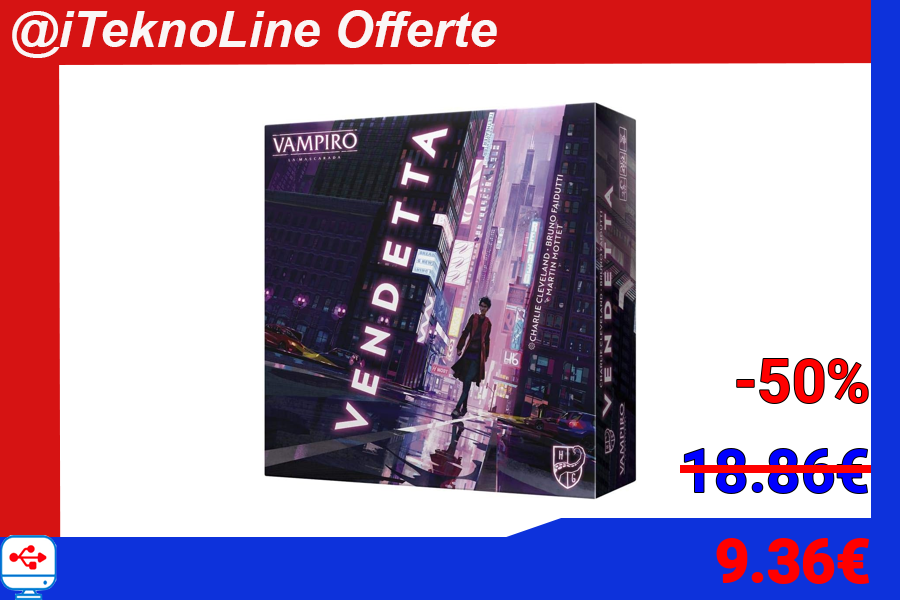 @iTeknoLine Offerte
VAMPIRO
LA MASCARADA
VENDETTA
CHARLIE CLEVELAND • BRUNO FAIDUTTI
MARTIN MOTTET
H
G
VENDETTA
VAMPIRO
-50%
18.86€
9.36€